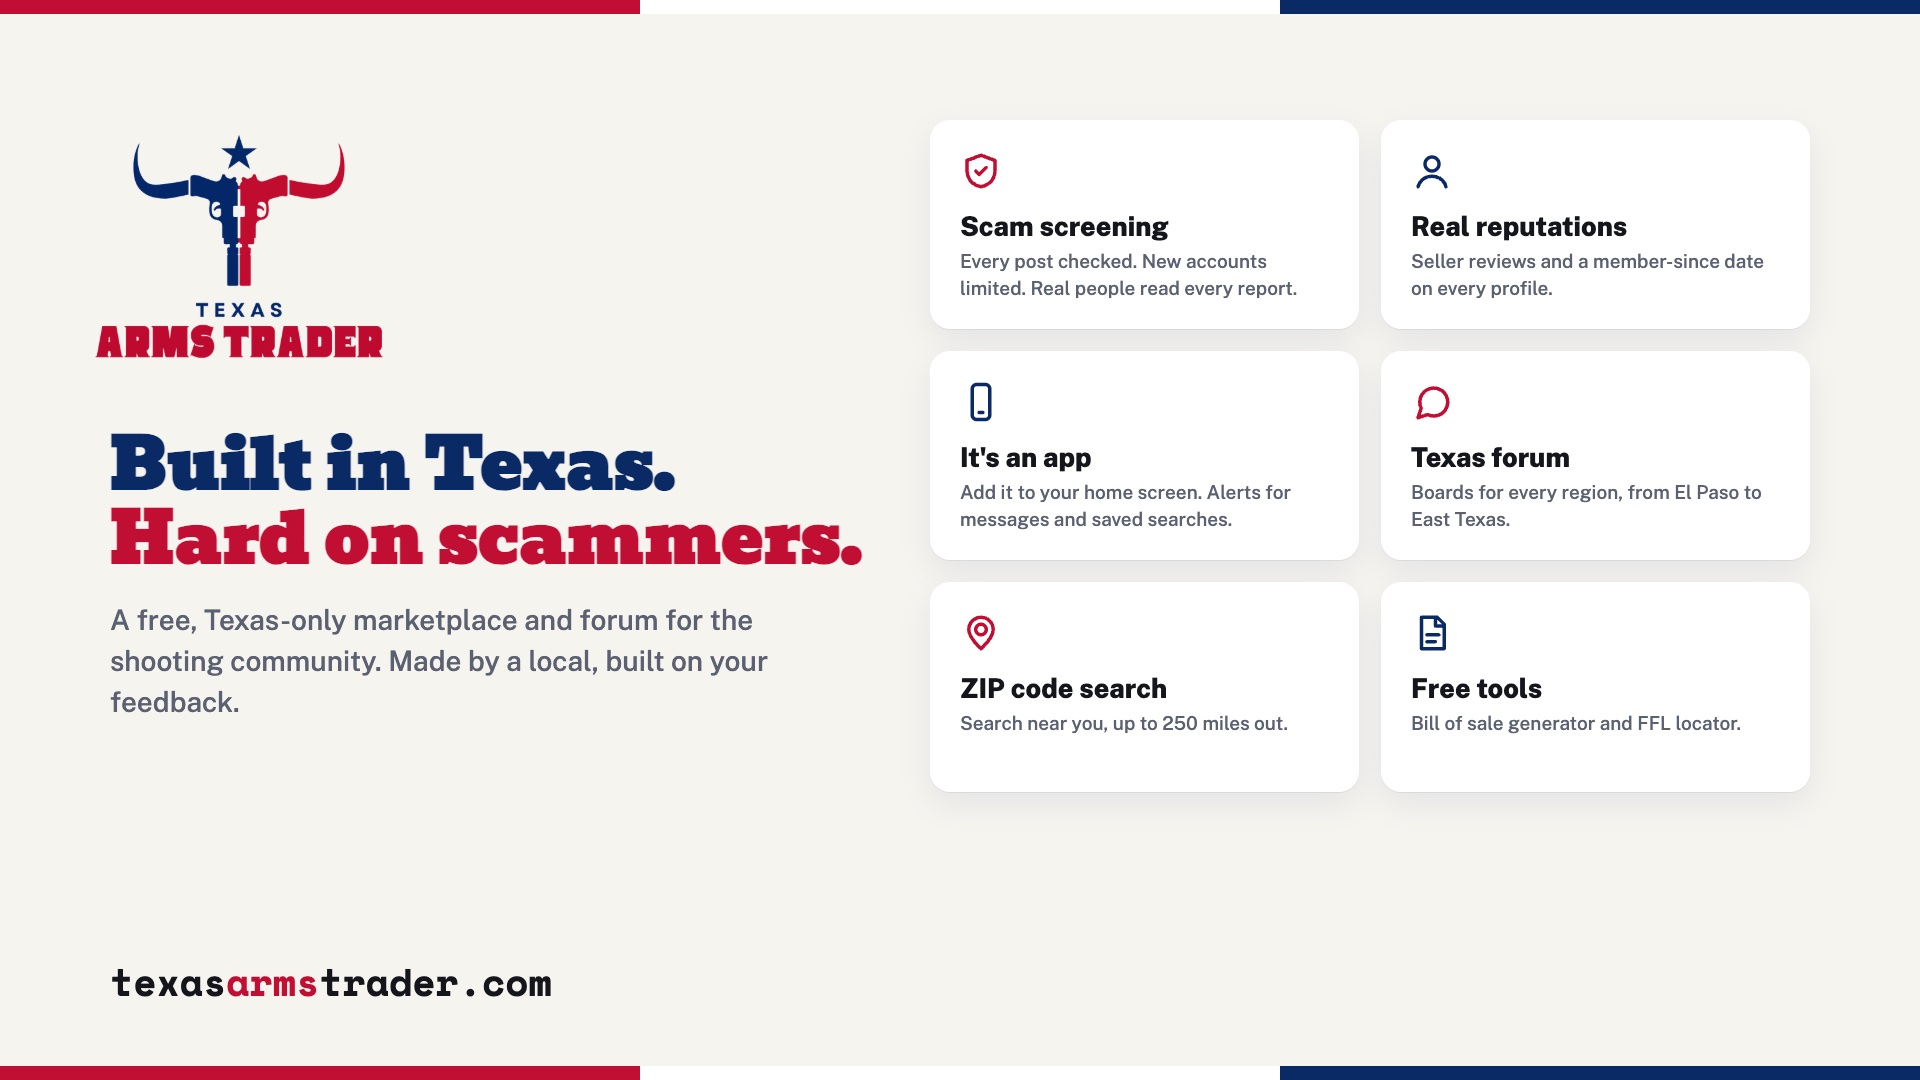 TEXAS
ARMS TRADER
Built in Texas.
Hard on scammers.
A free, Texas-only marketplace and forum for the
shooting community. Made by a local, built on your
feedback.
texasarmstrader.com
Scam screening
Every post checked. New accounts
limited. Real people read every report.
Real reputations
Seller reviews and a member-since date
on every profile.
It's an app
Add it to your home screen. Alerts for
messages and saved searches.
Texas forum
Boards for every region, from El Paso to
East Texas.
ZIP code search
Search near you, up to 250 miles out.
Free tools
Bill of sale generator and FFL locator.